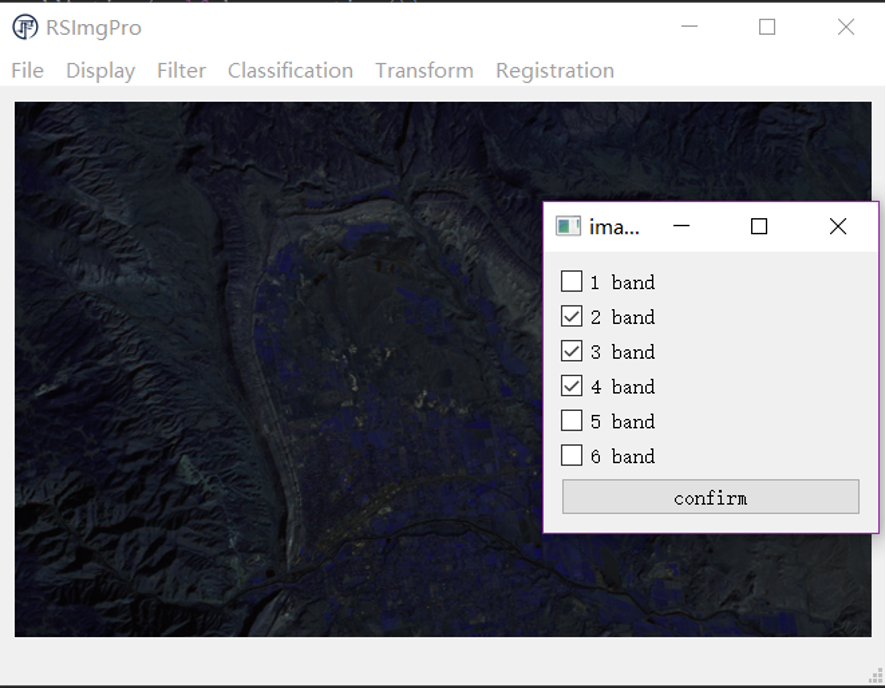 RSImgPro
File Display Filter Classification Transform Registration
ima...
1 band
2 band
3 band
4 band
5 band
6 band
confirm